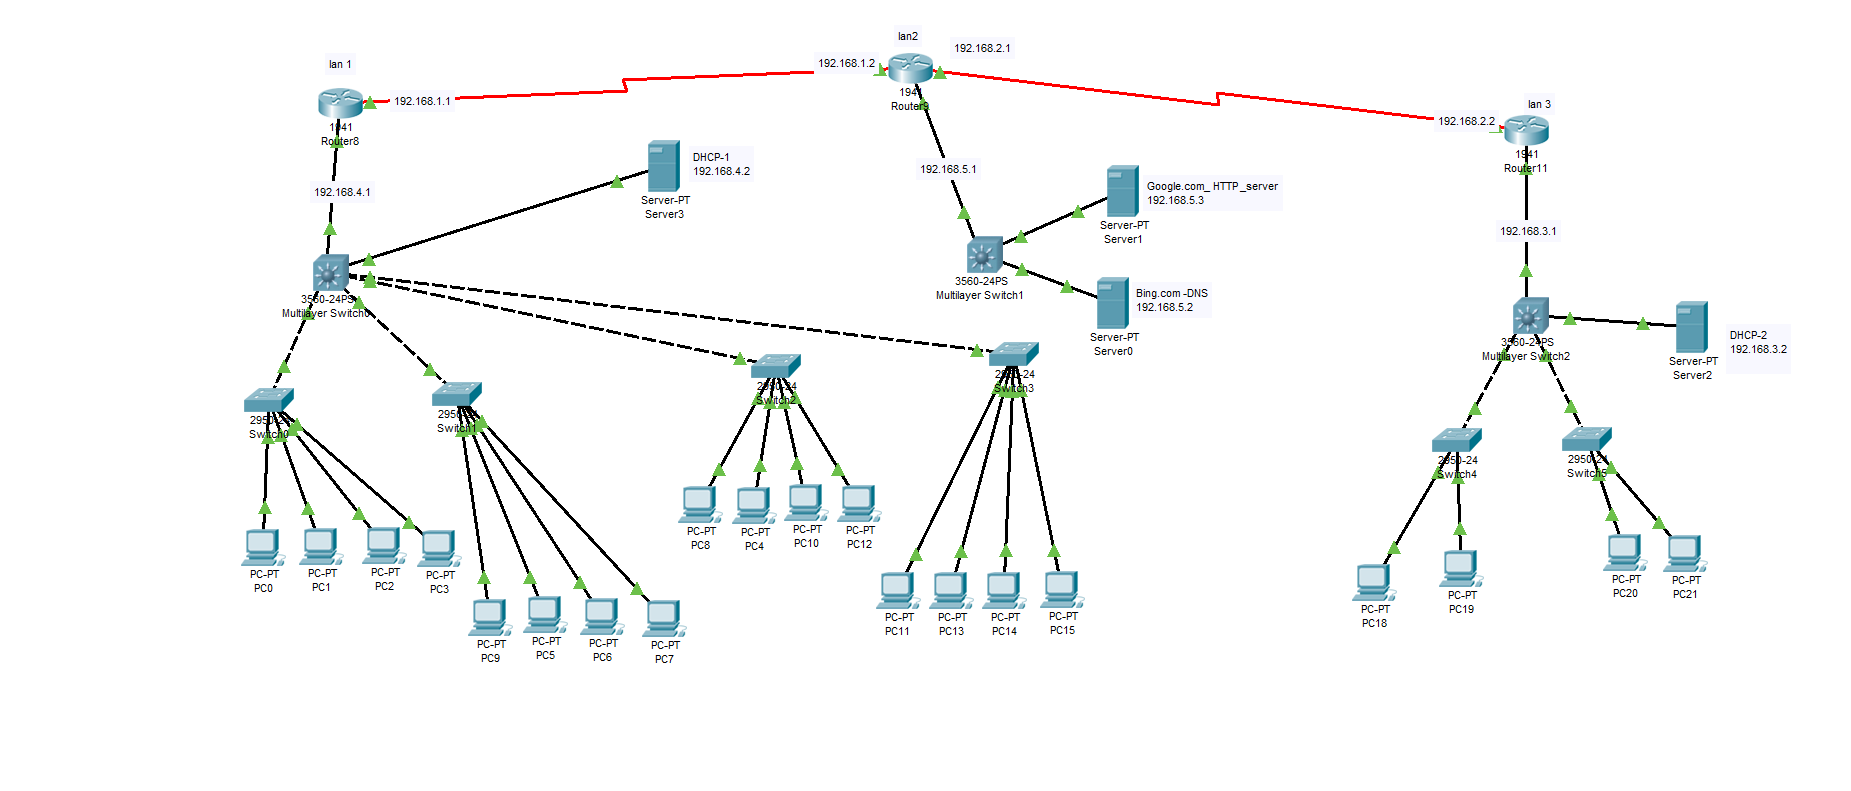 lan 1
192.168.1.1
1941
Router8
192.168.4.1
3560-24PS
Multilayer Switch0
DHCP-1
192.168.4.2
Server-PT
Server3
lan2
192.168.1.2
192.168.2.1
1941
Router9
192.168.5.1
Google.com_ HTTP_server
192.168.5.3
Server-PT
Server1
3560-24PS
Multilayer Switch1
Bing.com -DNS
192.168.5.2
Server-PT
Server0
lan 3
192.168.2.2
1941
Router11
192.168.3.1
3560-24PS
Multilayer Switch2
DHCP-2
192.168.3.2
Server-PT
Server2
2950-24
Switch0
2950-24
Switch1
2950-24
Switch2
2950-24
Switch3
2950-24
Switch4
2950-24
Switch5
PC-PT
PC0
PC-PT
PC1
PC-PT
PC2
PC-PT
PC3
PC-PT
PC9
PC-PT
PC5
PC-PT
PC6
PC-PT
PC7
PC-PT
PC8
PC-PT
PC4
PC-PT
PC10
PC-PT
PC12
PC-PT
PC11
PC-PT
PC13
PC-PT
PC14
PC-PT
PC15
PC-PT
PC18
PC-PT
PC19
PC-PT
PC20
PC-PT
PC21